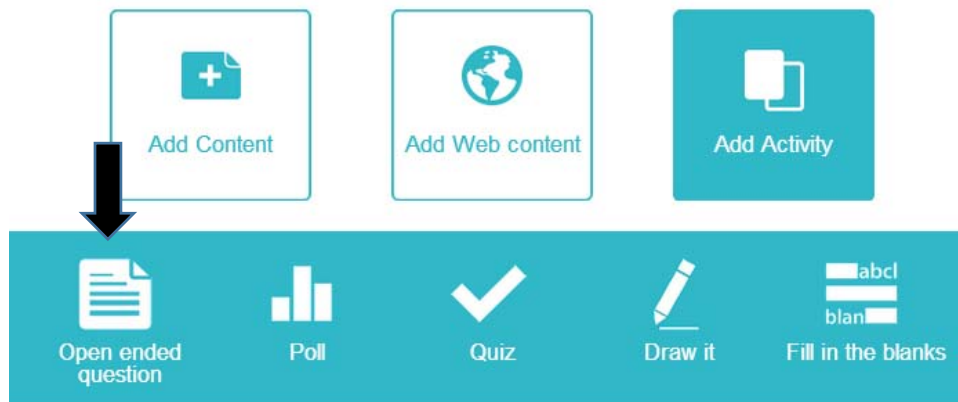 Add Content
Add Web content
Add Activity
abcl
blan
Open ended
question
Poll
Quiz
Draw it
Fill in the blanks